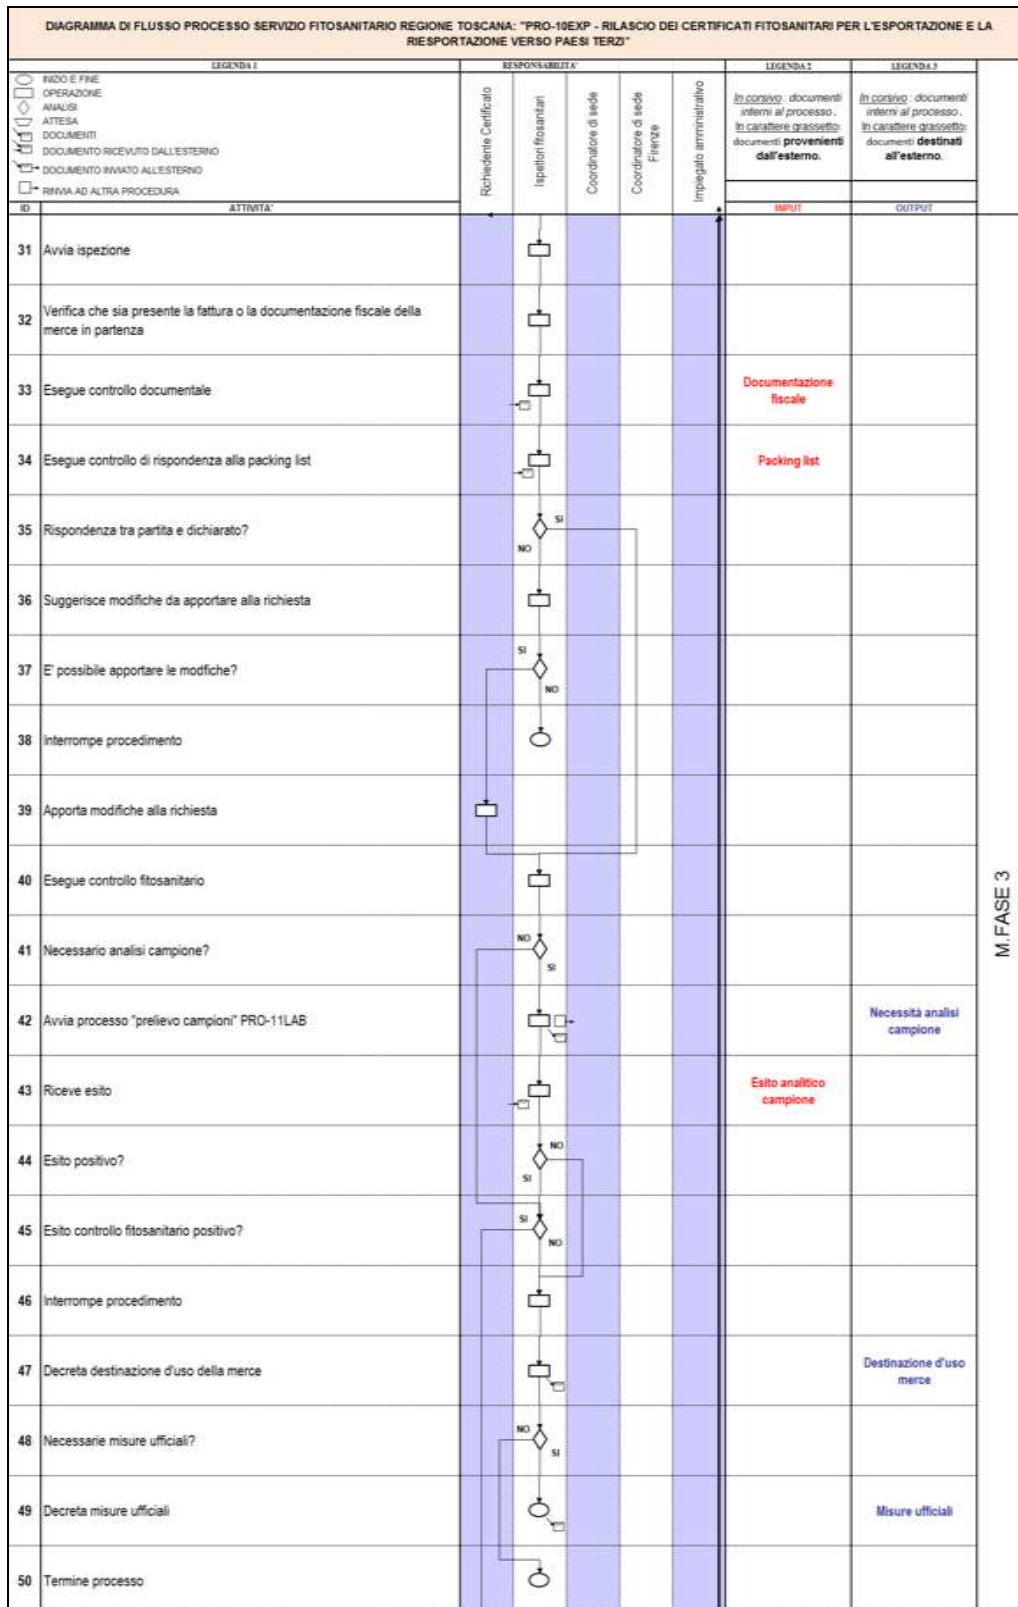 DIAGRAMMA DI FLUSSO PROCESSO SERVIZIO FITOSANITARIO REGIONE TOSCANA: "PRO-10EXP - RILASCIO DEI CERTIFICATI FITOSANITARI PER L'ESPORTAZIONE E LA
RIESPORTAZIONE VERSO PAESI TERZI"
LEGENDA 1
RESPONSABILITA'
LEGENDA 2
LEGENDA 3
INIZIO E FINE
OPERAZIONE
ANALISI
ATTESA
DOCUMENTI
DOCUMENTO RICEVUTO DALL'ESTERNO
DOCUMENTO INVIATO ALL'ESTERNO
RINVIA AD ALTRA PROCEDURA
Richiedente Certificato
Ispettori fitosanitari
Coordinatore di sede
Coordinatore di sede
Firenze
Impiegato amministrativo
In corsivo: documenti
interni al processo.
In carattere grassetto:
documenti provenienti
dall'esterno.
In corsivo: documenti
interni al processo.
In carattere grassetto:
documenti destinati
all'esterno.
ID
ATTIVITA'
INPUT
OUTPUT
31 Avvia ispezione
32 Verifica che sia presente la fattura o la documentazione fiscale della
merce in partenza
33 Esegue controllo documentale
Documentazione
fiscale
34 Esegue controllo di rispondenza alla packing list
Packing list
35 Rispondenza tra partita e dichiarato?
SI
NO
36 Suggerisce modifiche da apportare alla richiesta
37 E' possibile apportare le modfiche?
SI
NO
38 Interrompe procedimento
39 Apporta modifiche alla richiesta
40 Esegue controllo fitosanitario
41 Necessario analisi campione?
NO
SI
42 Avvia processo "prelievo campioni" PRO-11LAB
Necessità analisi
campione
43 Riceve esito
Esito analitico
campione
44 Esito positivo?
NO
SI
45 Esito controllo fitosanitario positivo?
SI
NO
46 Interrompe procedimento
47 Decreta destinazione d'uso della merce
Destinazione d'uso
merce
48 Necessarie misure ufficiali?
NO
SI
49 Decreta misure ufficiali
Misure ufficiali
50 Termine processo
M.FASE 3